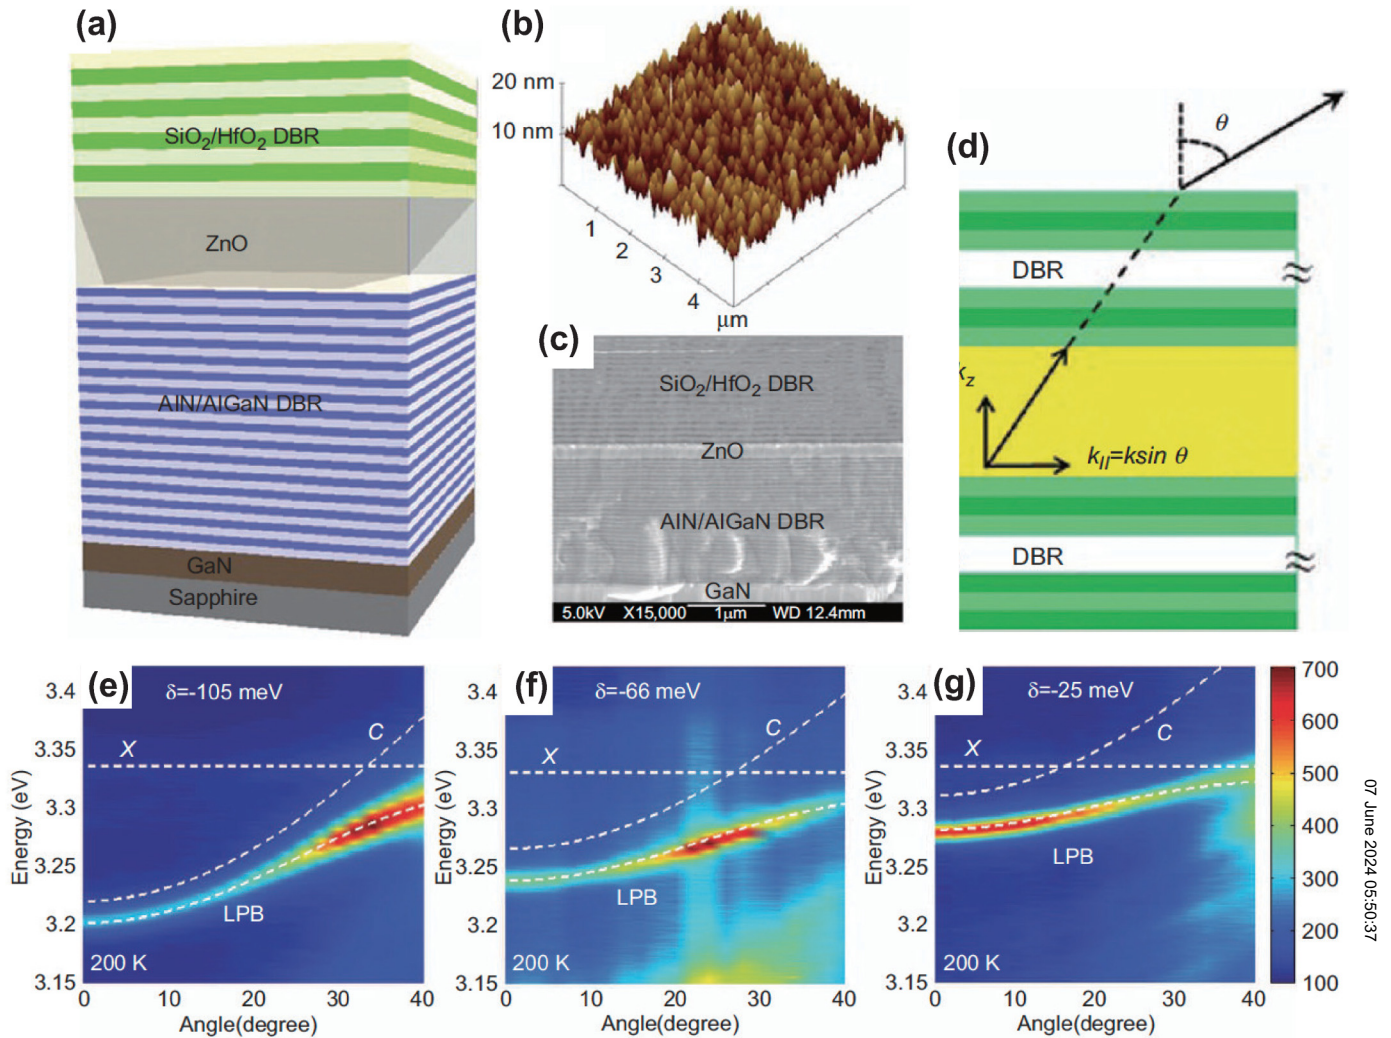 (a)
SiO2/HfO2 DBR
ZnO
AlN/AlGaN DBR
GaN
Sapphire
(b)
20 nm
10 nm
1
2
3
4
μm
(c)
SiO2/HfO2 DBR
ZnO
AlN/AlGaN DBR
GaN
5.0kV X15,000 1μm WD 12.4mm
(d)
θ
DBR
kz
k//=ksin θ
DBR
(e)
δ=-105 meV
X
C
LPB
200 K
3.4
3.35
3.3
3.25
3.2
3.15
Energy (eV)
0 10 20 30 40
Angle(degree)
(f)
δ=-66 meV
X
C
LPB
200 K
3.4
3.35
3.3
3.25
3.2
3.15
Energy (eV)
0 10 20 30 40
Angle(degree)
(g)
δ=-25 meV
X
C
LPB
200 K
3.4
3.35
3.3
3.25
3.2
3.15
Energy (eV)
0 10 20 30 40
Angle(degree)
700
600
500
400
300
200
100
07 June 2024 05:50:37